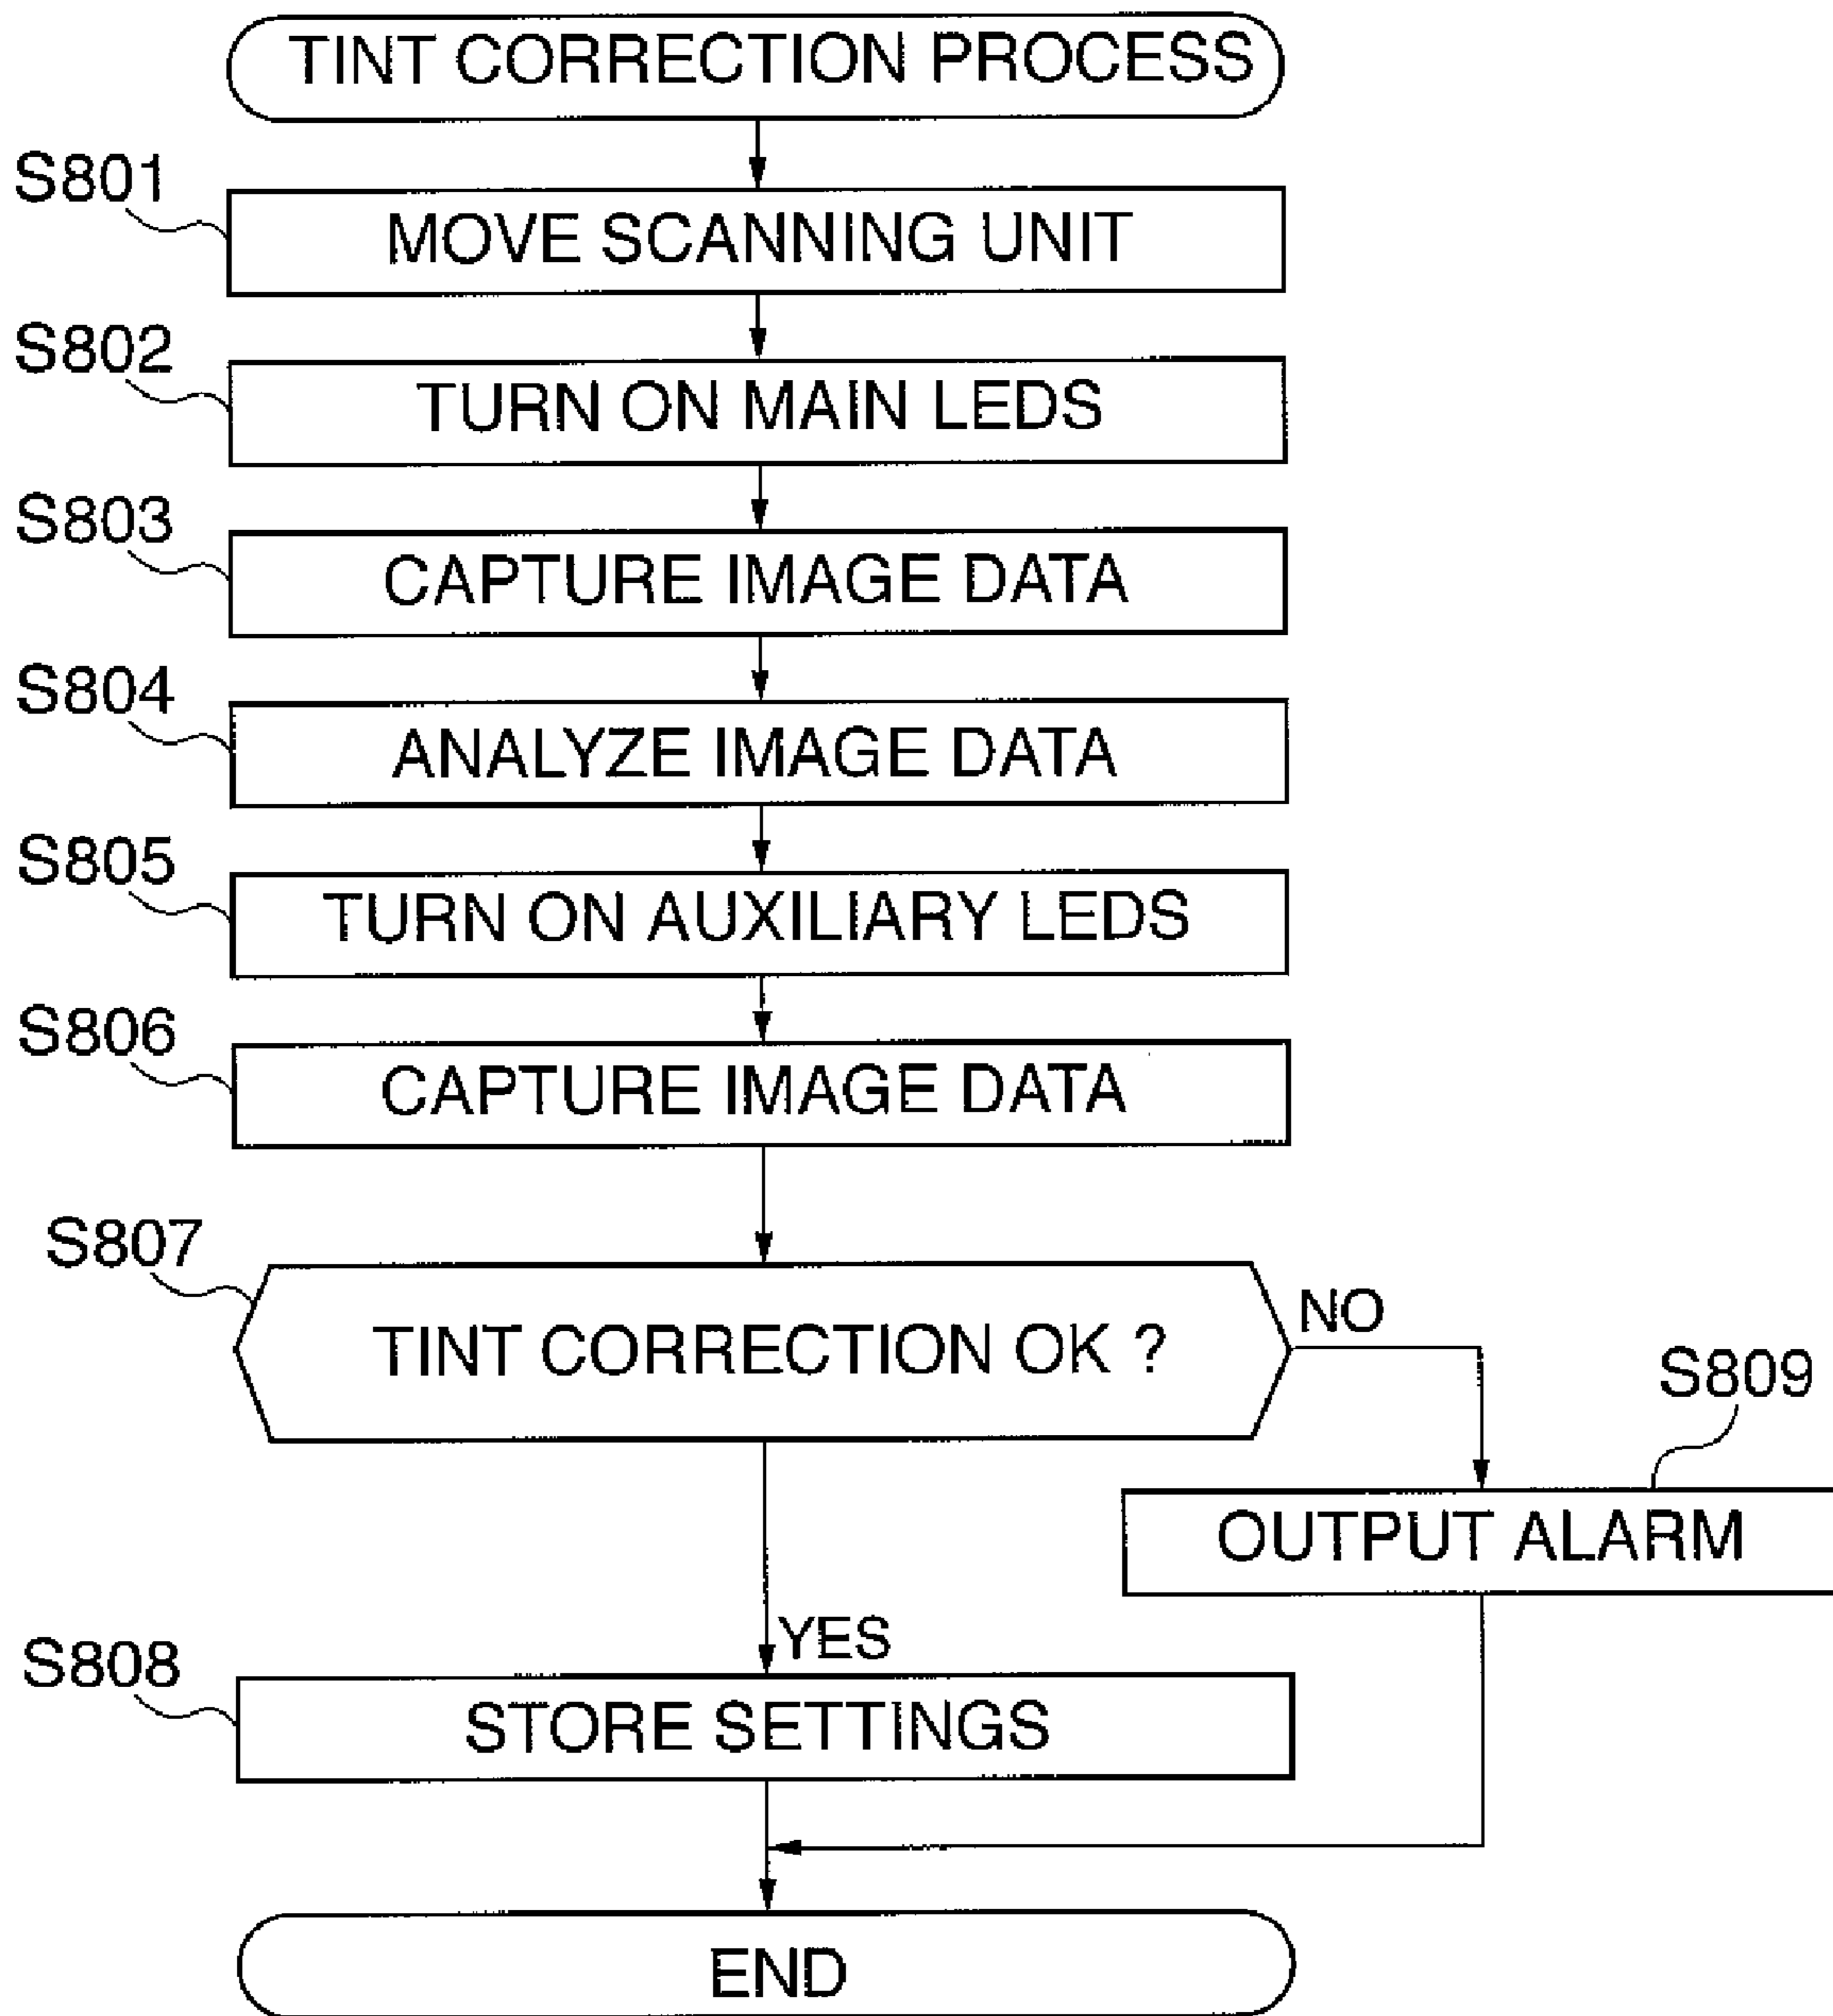 TINT CORRECTION PROCESS
S801
MOVE SCANNING UNIT
S802
TURN ON MAIN LEDS
S803
CAPTURE IMAGE DATA
S804
ANALYZE IMAGE DATA
S805
TURN ON AUXILIARY LEDS
S806
CAPTURE IMAGE DATA
S807
TINT CORRECTION OK ?
NO
S809
OUTPUT ALARM
YES
S808
STORE SETTINGS
END